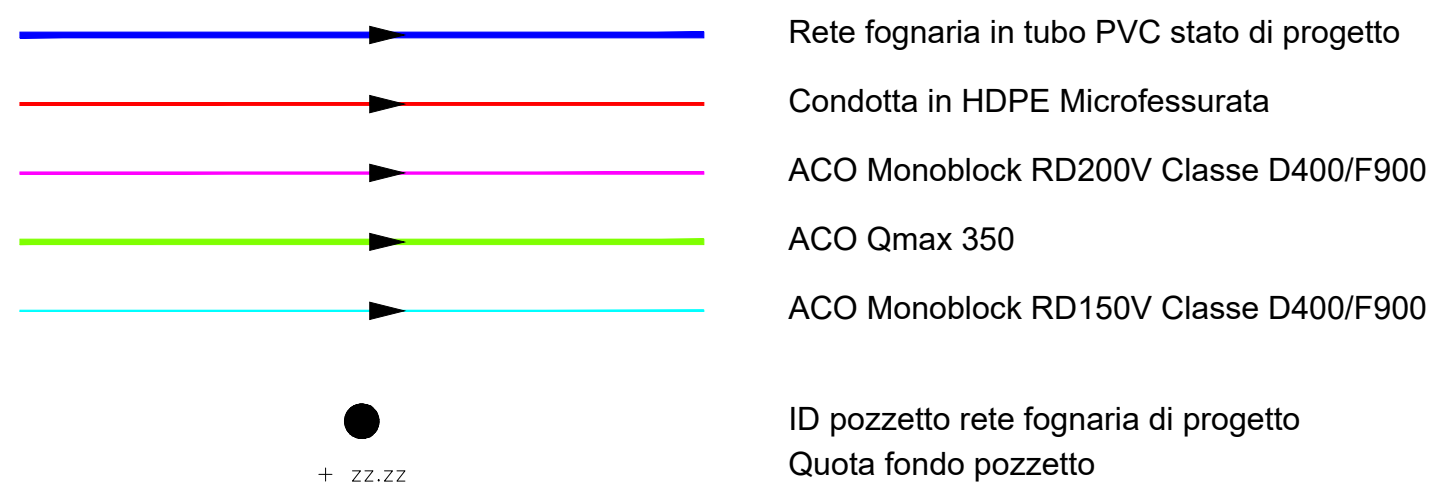 Rete fognaria in tubo PVC stato di progetto
Condotta in HDPE Microfessurata
ACO Monoblock RD200V Classe D400/F900
ACO Qmax 350
ACO Monoblock RD150V Classe D400/F900
ID pozzetto rete fognaria di progetto
+ zz.zz Quota fondo pozzetto